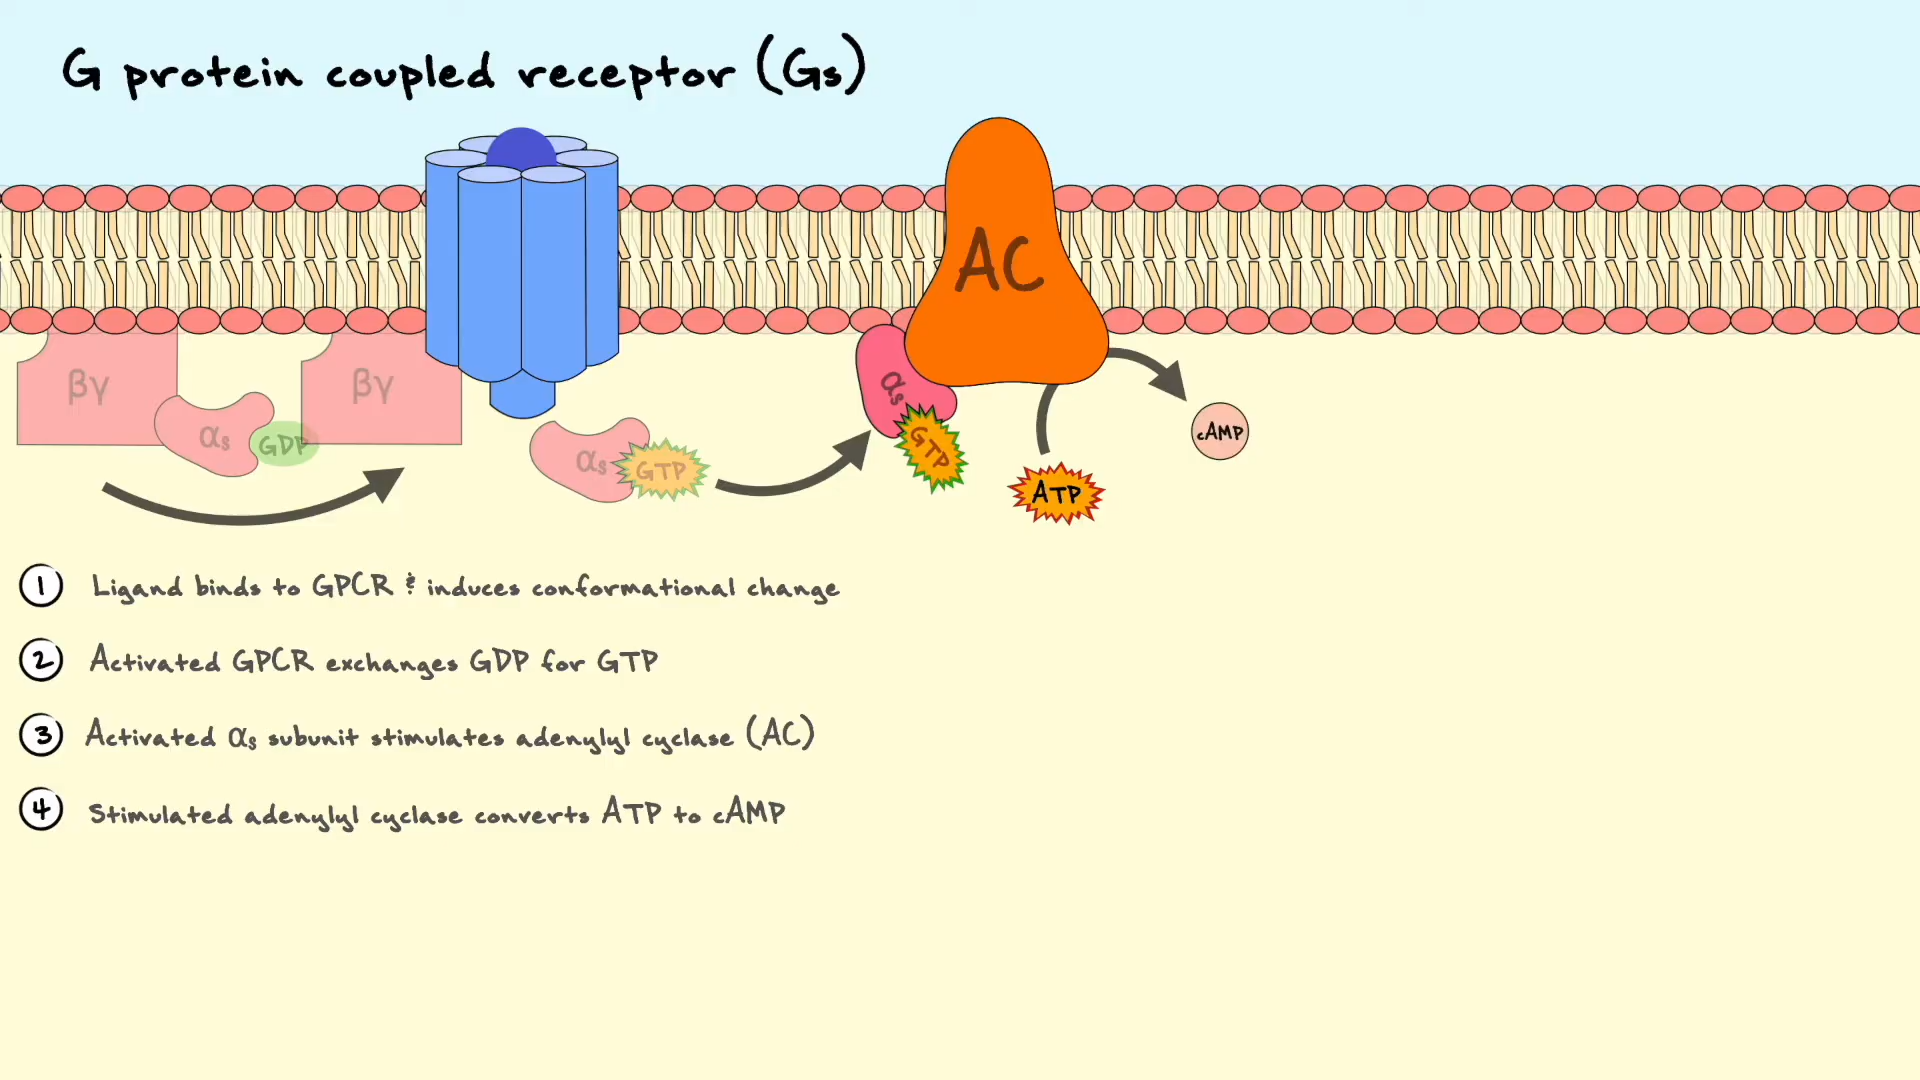 G protein coupled receptor (Gs)
AC
βγ
αs
GDP
βγ
αs
GTP
αs
GTP
ATP
cAMP
1 Ligand binds to GPCR & induces conformational change
2 Activated GPCR exchanges GDP for GTP
3 Activated αs subunit stimulates adenylyl cyclase (AC)
4 Stimulated adenylyl cyclase converts ATP to cAMP